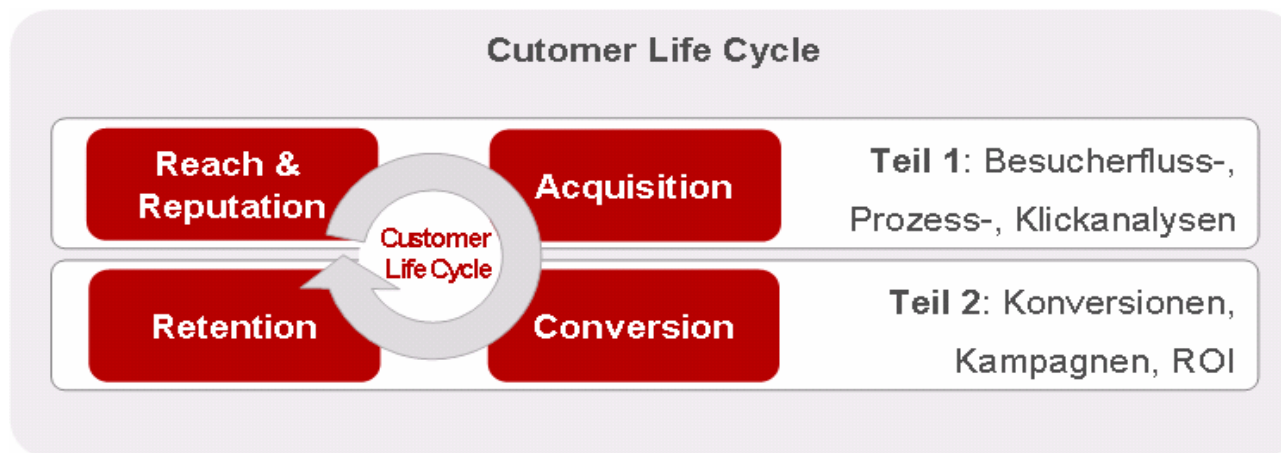 Cutomer Life Cycle
Reach &
Reputation
Acquisition
Teil 1: Besucherfluss-,
Prozess-, Klickanalysen
Customer
Life Cycle
Retention
Conversion
Teil 2: Konversionen,
Kampagnen, ROI